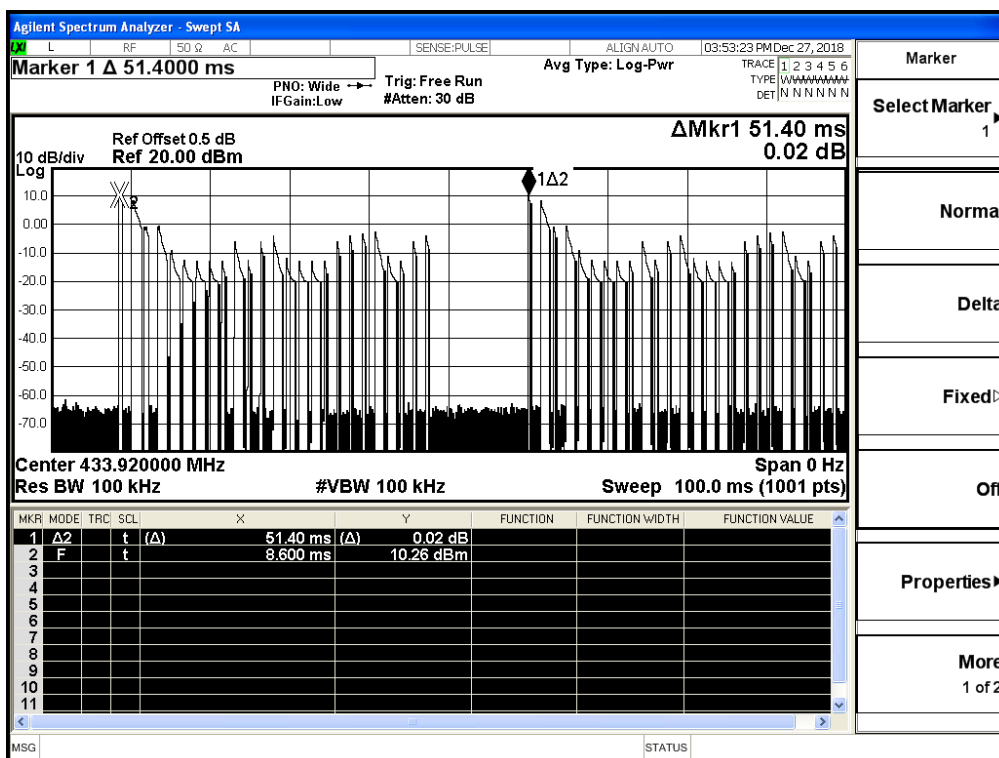 Agilent Spectrum Analyzer - Swept SA
LXI L RF 50 Ω AC SENSE:PULSE ALIGN AUTO 03:53:23 PM Dec 27, 2018
Marker 1 Δ 51.4000 ms
PNO: Wide
IFGain:Low
Trig: Free Run
#Atten: 30 dB
Avg Type: Log-Pwr
TRACE 1 2 3 4 5 6
TYPE WWWWWW
DET N N N N N N
ΔMkr1 51.40 ms
0.02 dB
Ref Offset 0.5 dB
10 dB/div Ref 20.00 dBm
Log
1Δ2
2
10.0
0.00
-10.0
-20.0
-30.0
-40.0
-50.0
-60.0
-70.0
Center 433.920000 MHz Span 0 Hz
Res BW 100 kHz #VBW 100 kHz Sweep 100.0 ms (1001 pts)
MKR MODE TRC SCL X Y FUNCTION FUNCTION WIDTH FUNCTION VALUE
1 Δ2 t (Δ) 51.40 ms (Δ) 0.02 dB
2 F t 8.600 ms 10.26 dBm
3
4
5
6
7
8
9
10
11
MSG STATUS
Marker
Select Marker
1
Norma
Delta
Fixed
Off
Properties
More
1 of 2